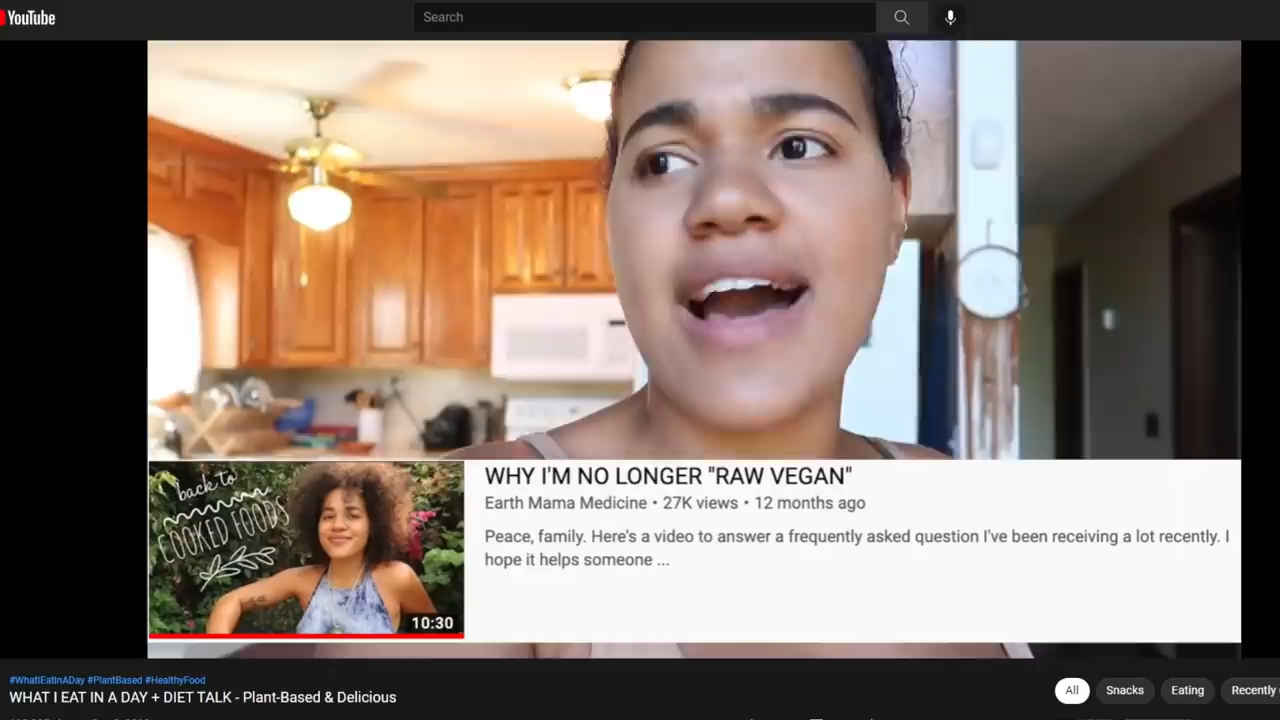 YouTube
Search
back to
COOKED FOODS
10:30
WHY I'M NO LONGER "RAW VEGAN"
Earth Mama Medicine • 27K views • 12 months ago
Peace, family. Here's a video to answer a frequently asked question I've been receiving a lot recently. I
hope it helps someone ...
#WhatIEatInADay #PlantBased #HealthyFood
WHAT I EAT IN A DAY + DIET TALK - Plant-Based & Delicious
All
Snacks
Eating
Recently